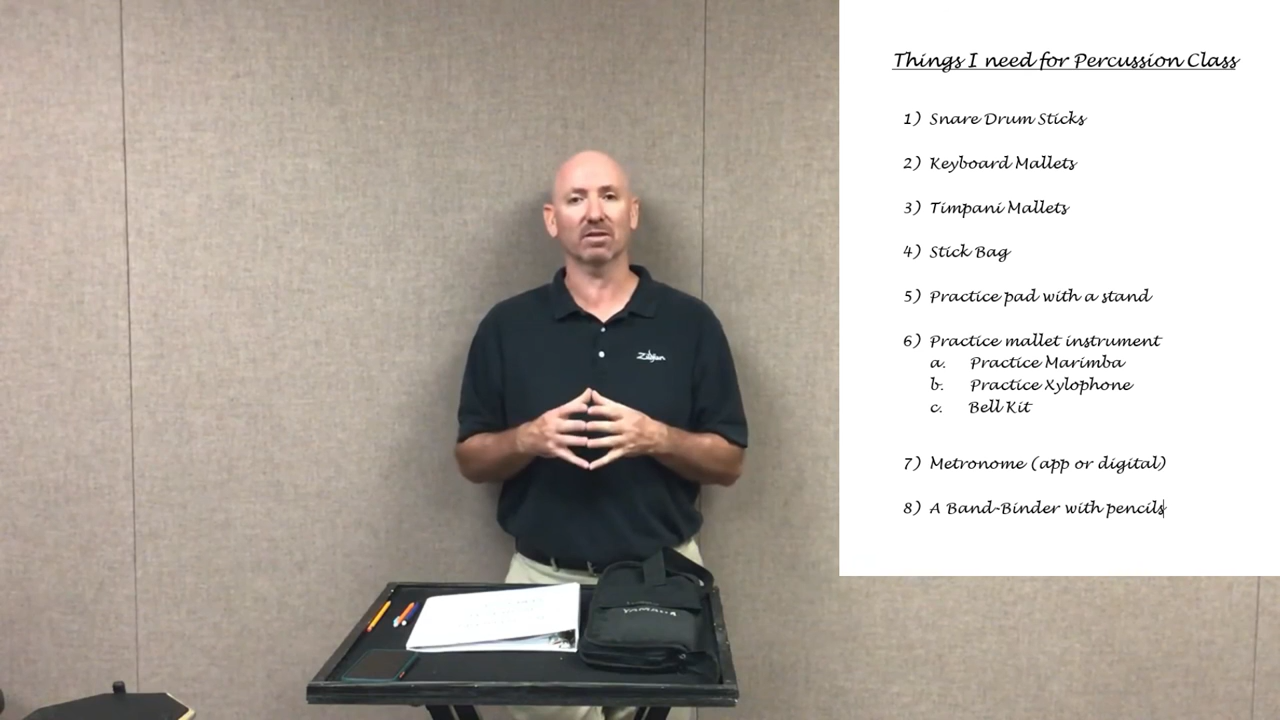 Things I need for Percussion Class
1) Snare Drum Sticks
2) Keyboard Mallets
3) Timpani Mallets
4) Stick Bag
5) Practice pad with a stand
6) Practice mallet instrument
a. Practice Marimba
b. Practice Xylophone
c. Bell Kit
7) Metronome (app or digital)
8) A Band-Binder with pencils
Zildjian
YAMAHA